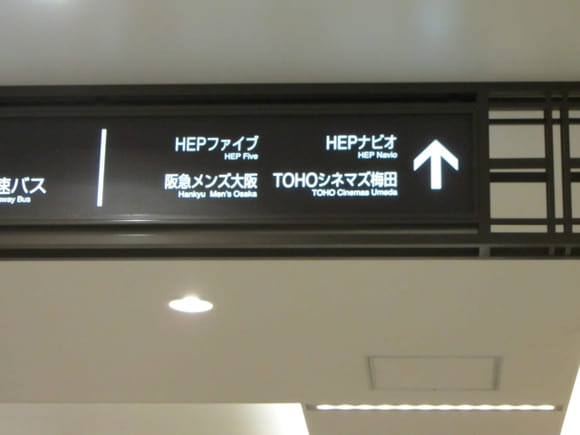 速バス
way Bus
HEPファイブ
HEP Five
阪急メンズ大阪
Hankyu Men's Osaka
HEPナビオ
HEP Navio
TOHOシネマズ梅田
TOHO Cinemas Umeda